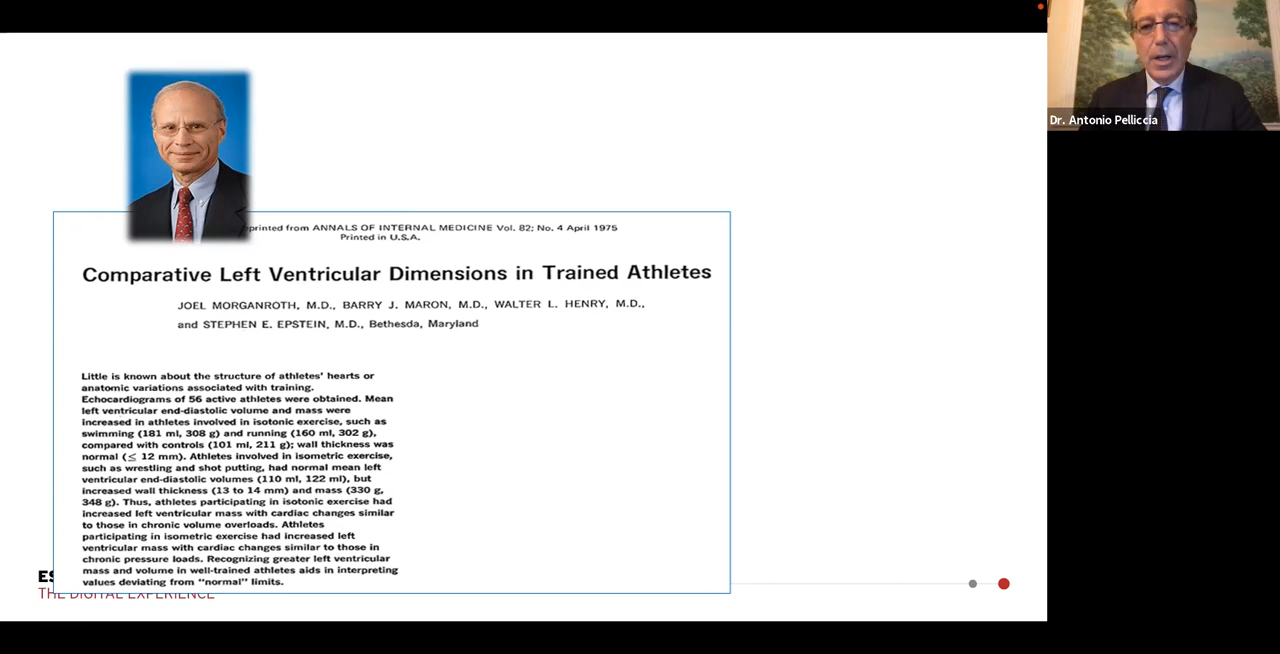 Dr. Antonio Pelliccia
printed from ANNALS OF INTERNAL MEDICINE Vol. 82; No. 4 April 1975
Printed in U.S.A.
Comparative Left Ventricular Dimensions in Trained Athletes
JOEL MORGANROTH, M.D., BARRY J. MARON, M.D., WALTER L. HENRY, M.D.,
and STEPHEN E. EPSTEIN, M.D., Bethesda, Maryland
Little is known about the structure of athletes' hearts or
anatomic variations associated with training.
Echocardiograms of 56 active athletes were obtained. Mean
left ventricular end-diastolic volume and mass were
increased in athletes involved in isotonic exercise, such as
swimming (181 ml, 308 g) and running (160 ml, 302 g),
compared with controls (101 ml, 211 g); wall thickness was
normal (≤ 12 mm). Athletes involved in isometric exercise,
such as wrestling and shot putting, had normal mean left
ventricular end-diastolic volumes (110 ml, 122 ml), but
increased wall thickness (13 to 14 mm) and mass (330 g,
348 g). Thus, athletes participating in isotonic exercise had
increased left ventricular mass with cardiac changes similar
to those in chronic volume overloads. Athletes
participating in isometric exercise had increased left
ventricular mass with cardiac changes similar to those in
chronic pressure loads. Recognizing greater left ventricular
mass and volume in well-trained athletes aids in interpreting
values deviating from "normal" limits.
ES
THE DIGITAL EXPERIENCE